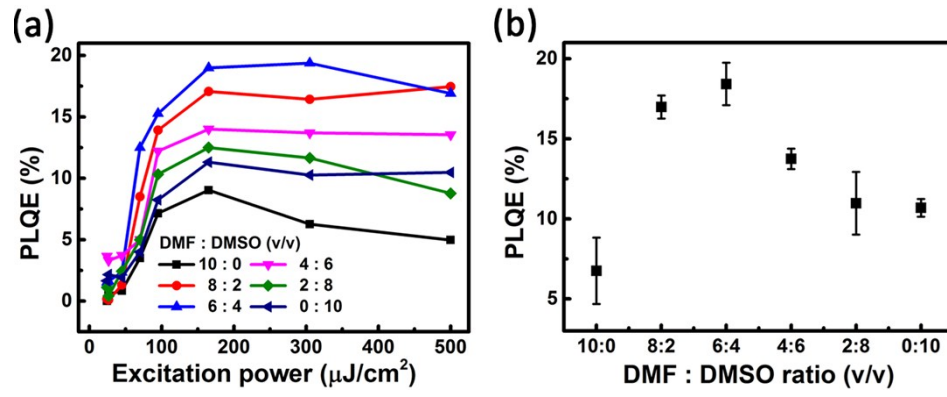 (a)
PLQE (%)
20
15
10
5
0
DMF : DMSO (v/v)
10 : 0
8 : 2
6 : 4
4 : 6
2 : 8
0 : 10
0 100 200 300 400 500
Excitation power (μJ/cm²)
(b)
PLQE (%)
20
15
10
5
10:0 8:2 6:4 4:6 2:8 0:10
DMF : DMSO ratio (v/v)